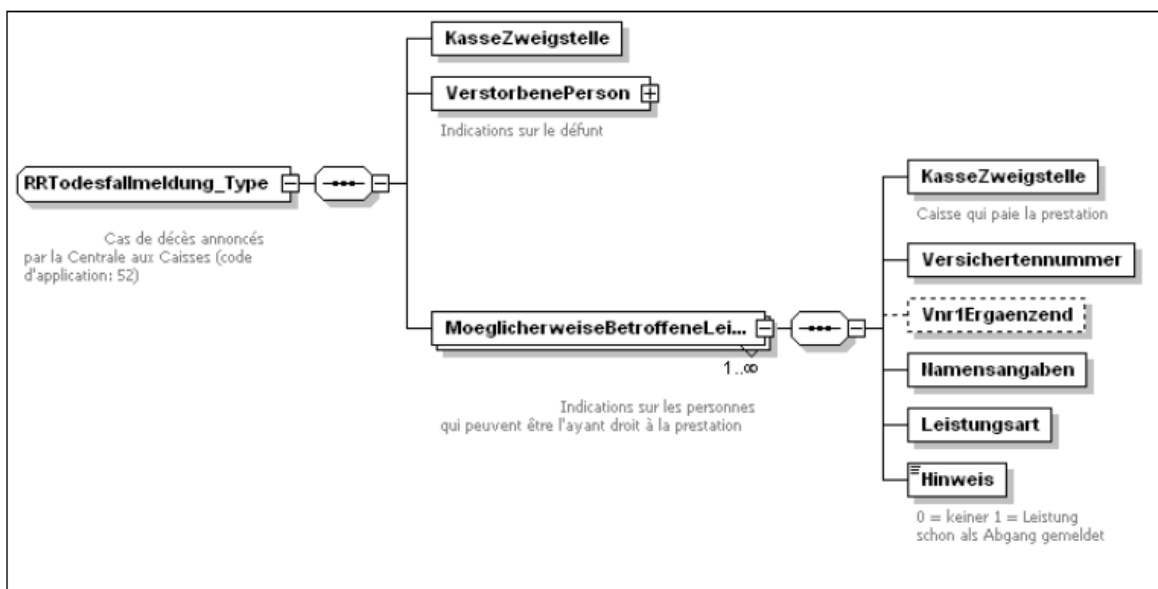 KasseZweigstelle
VerstorbenePerson
Indications sur le défunt
RRTodesfallmeldung_Type
Cas de décès annoncés
par la Centrale aux Caisses (code
d'application: 52)
MoeglicherweiseBetroffeneLei...
1..∞
Indications sur les personnes
qui peuvent être l'ayant droit à la prestation
KasseZweigstelle
Caisse qui paie la prestation
Versichertennummer
Vnr1Ergaenzend
Namensangaben
Leistungsart
Hinweis
0 = keiner 1 = Leistung
schon als Abgang gemeldet